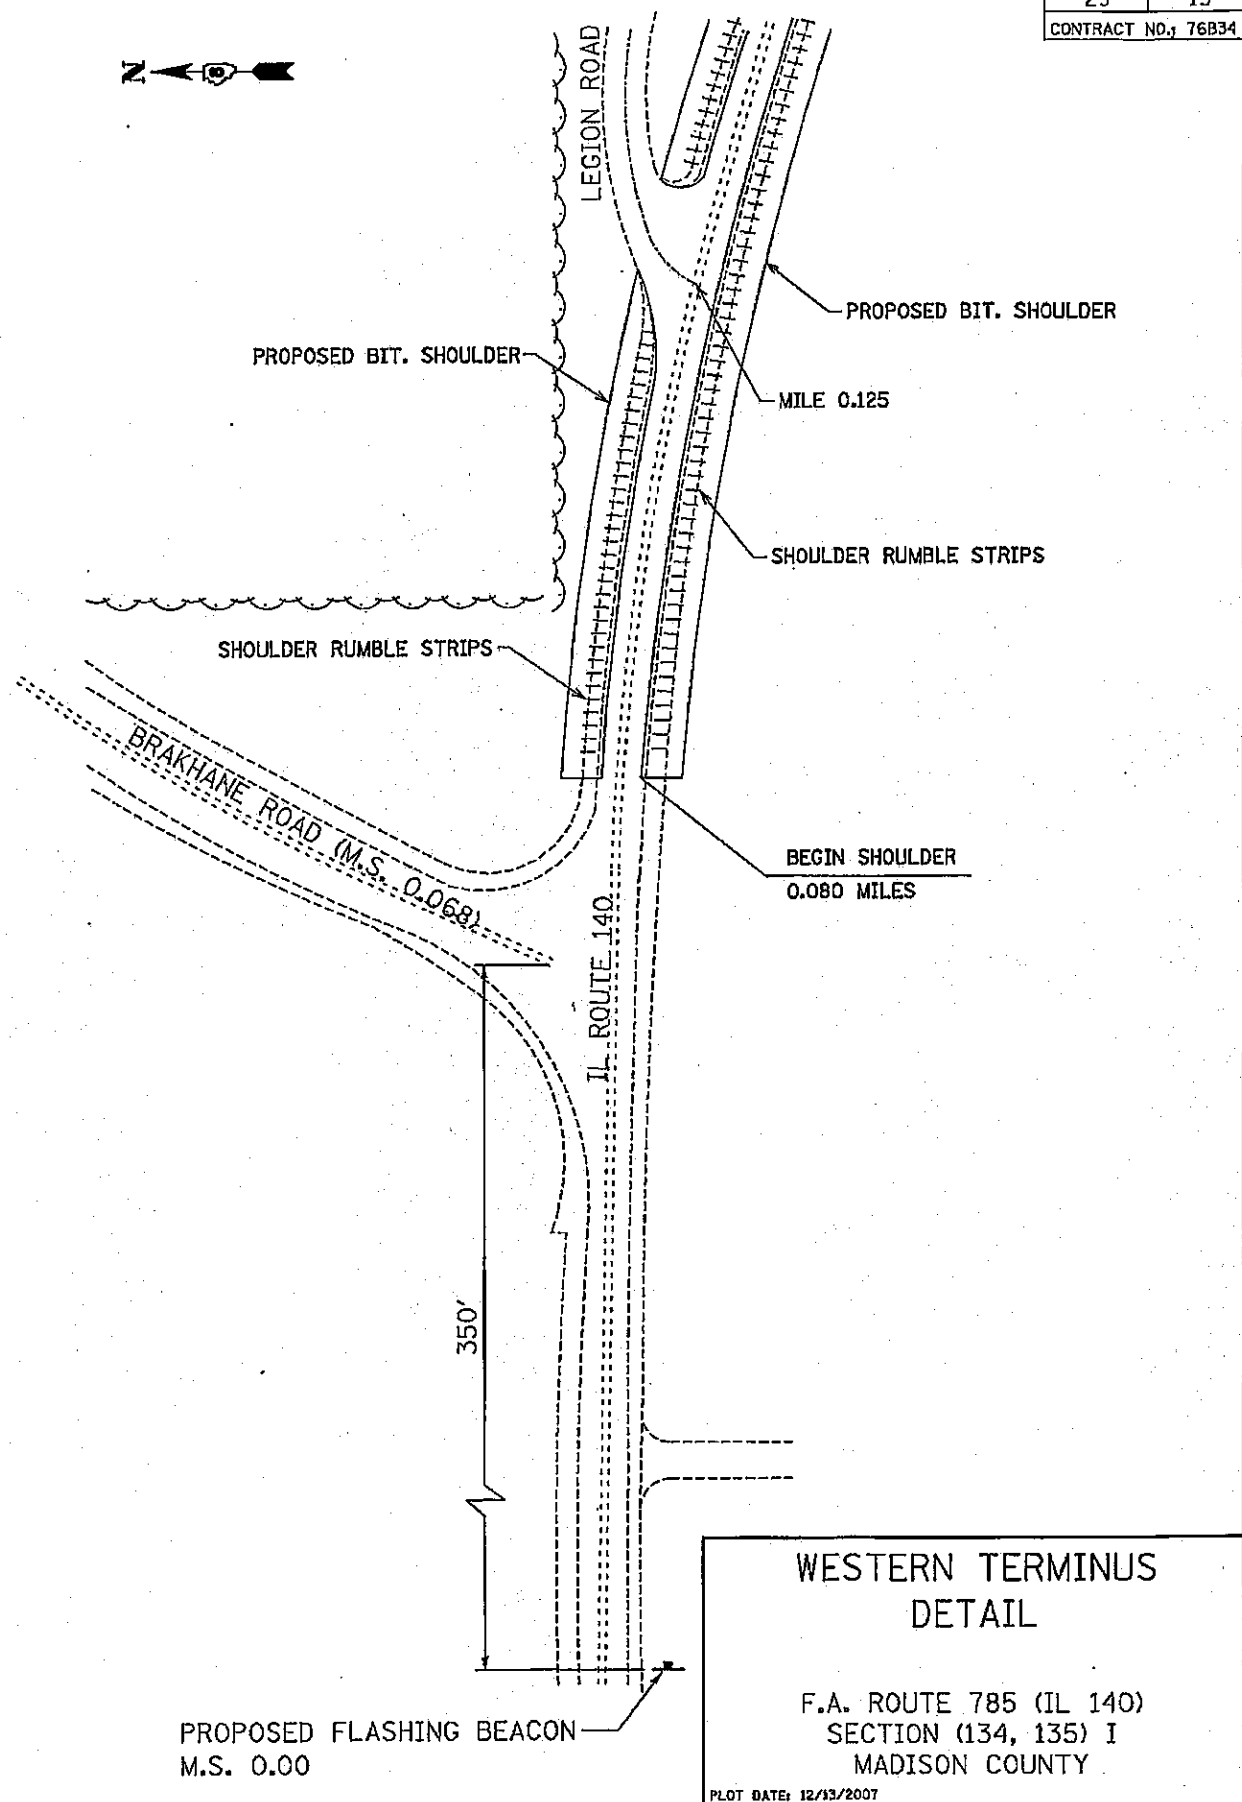 CONTRACT NO.; 76B34
N
LEGION ROAD
PROPOSED BIT. SHOULDER
PROPOSED BIT. SHOULDER
MILE 0.125
SHOULDER RUMBLE STRIPS
SHOULDER RUMBLE STRIPS
BRAKHANE ROAD (M.S. 0.068)
BEGIN SHOULDER
0.080 MILES
IL ROUTE 140
350'
PROPOSED FLASHING BEACON
M.S. 0.00
WESTERN TERMINUS
DETAIL
F.A. ROUTE 785 (IL 140)
SECTION (134, 135) I
MADISON COUNTY
PLOT DATE: 12/13/2007